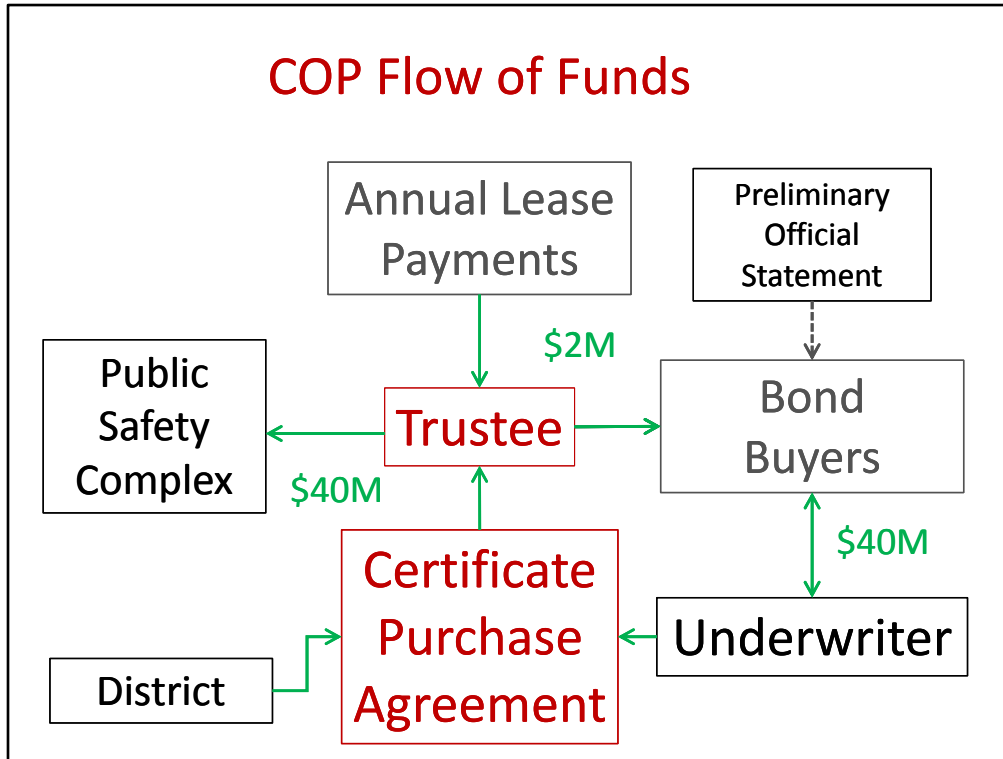 COP Flow of Funds
Annual Lease
Payments
Preliminary
Official
Statement
$2M
Public
Safety
Complex
Trustee
Bond
Buyers
$40M
$40M
Certificate
Purchase
Agreement
Underwriter
District